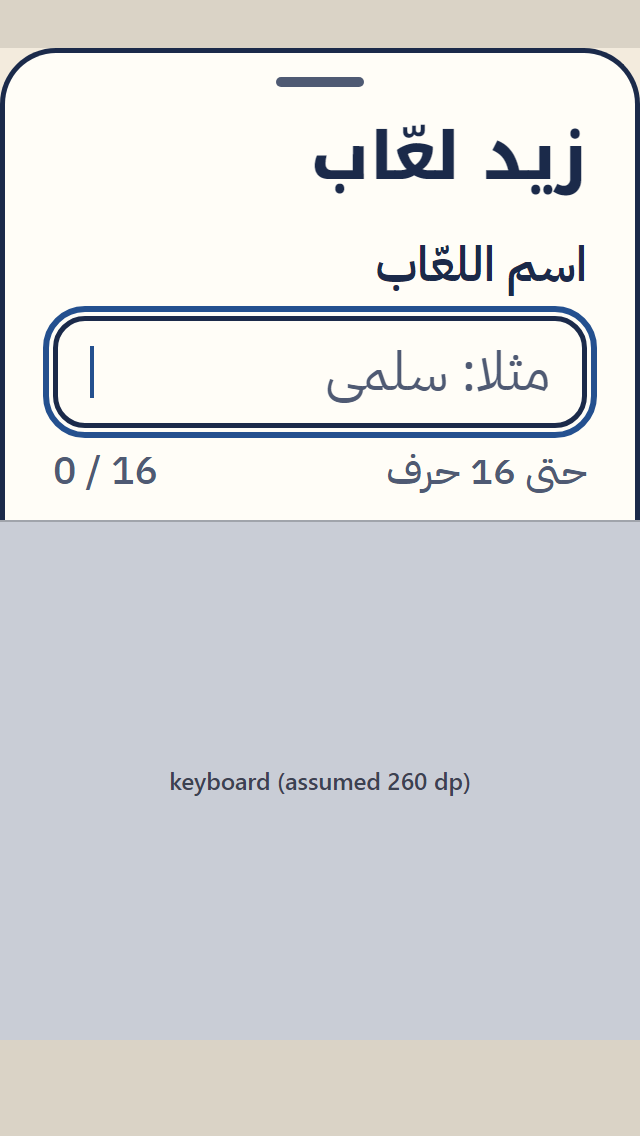 زيد لعّاب
اسم اللعّاب
مثلا: سلمى
حتى 16 حرف
0 / 16
keyboard (assumed 260 dp)